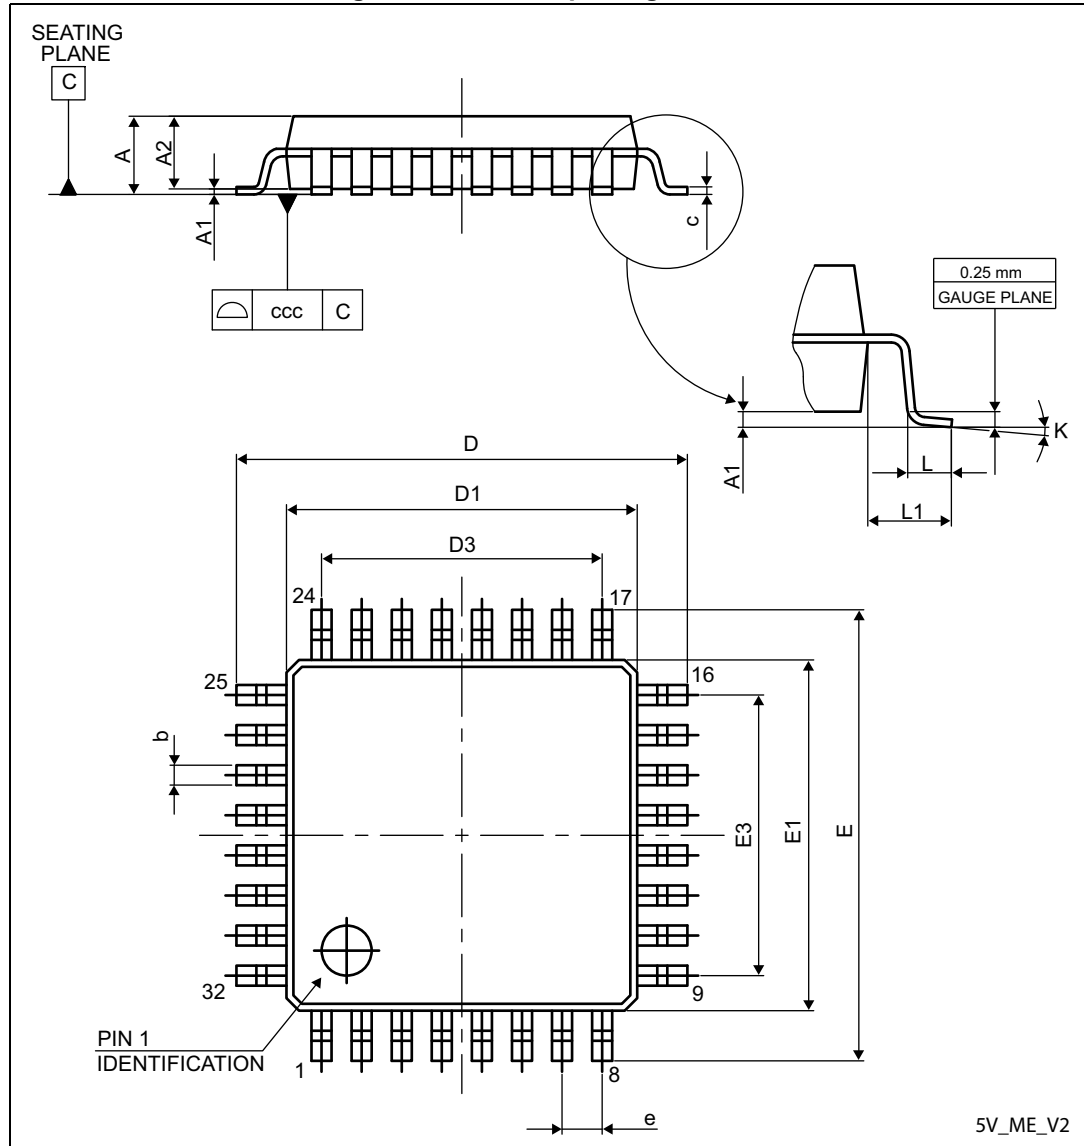 SEATING
PLANE
C
A
A2
A1
c
ccc
C
0.25 mm
GAUGE PLANE
A1
L
L1
K
D
D1
D3
24
17
25
16
b
E3
E1
E
32
9
PIN 1
IDENTIFICATION
1
8
e
5V_ME_V2